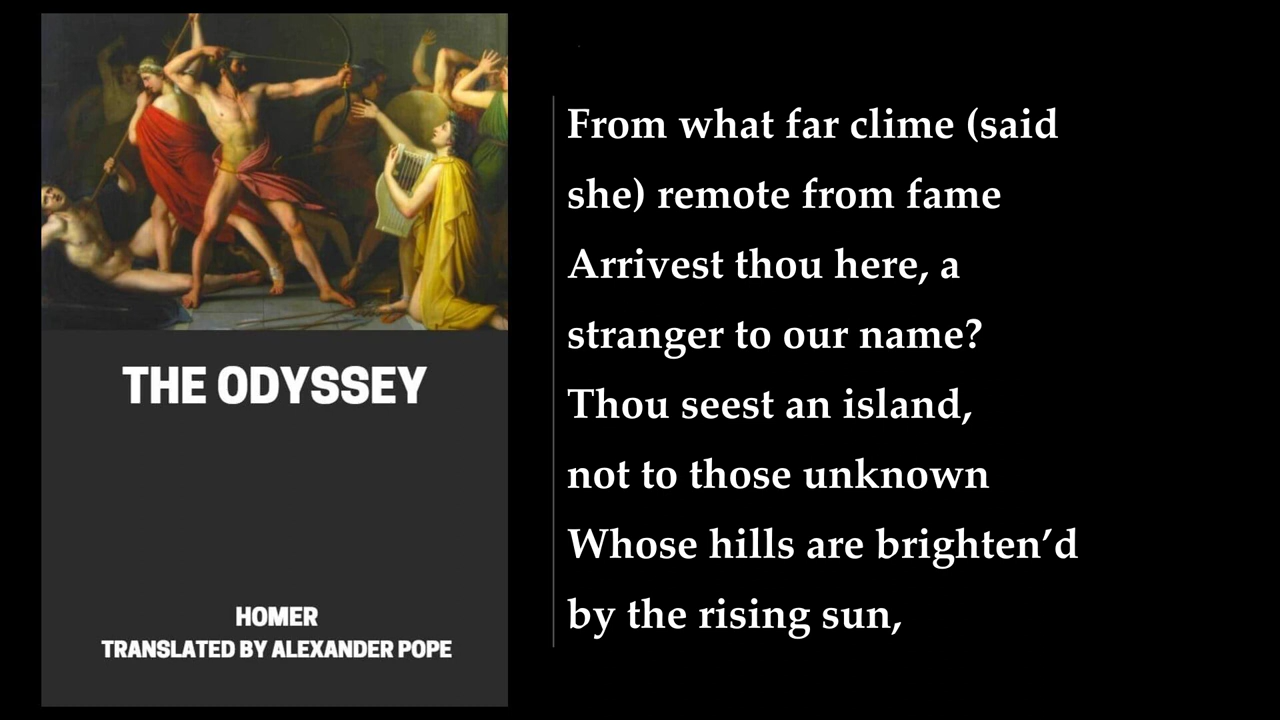 THE ODYSSEY
HOMER
TRANSLATED BY ALEXANDER POPE
From what far clime (said
she) remote from fame
Arrivest thou here, a
stranger to our name?
Thou seest an island,
not to those unknown
Whose hills are brighten’d
by the rising sun,